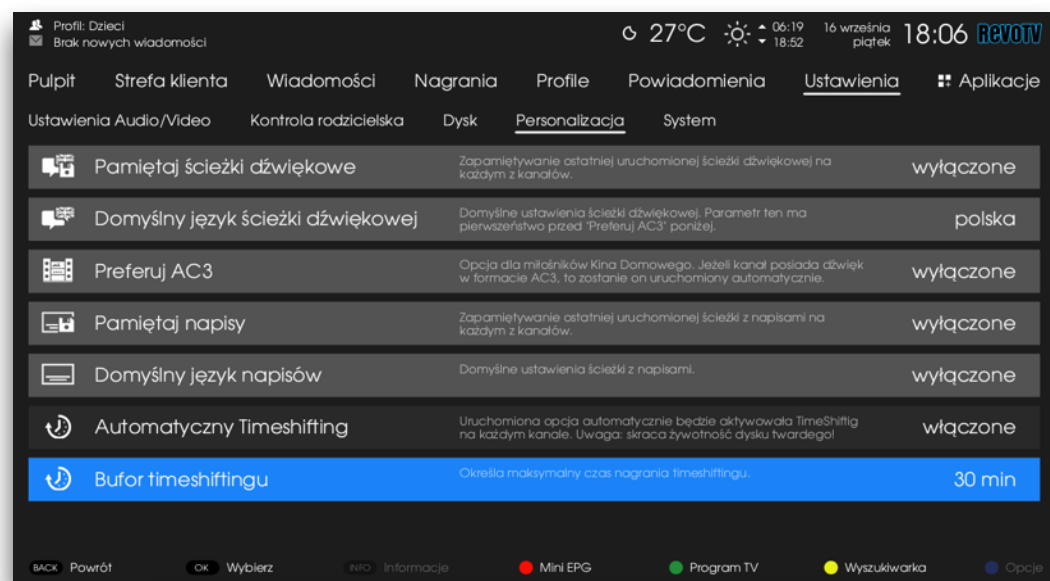 Profil: Dzieci
Brak nowych wiadomości
27°C
06:19
18:52
16 września
piątek
18:06
REVOTV
Pulpit Strefa klienta Wiadomości Nagrania Profile Powiadomienia Ustawienia Aplikacje
Ustawienia Audio/Video Kontrola rodzicielska Dysk Personalizacja System
Pamiętaj ścieżki dźwiękowe
Zapamiętywanie ostatniej uruchomionej ścieżki dźwiękowej na
każdym z kanałów.
wyłączone
Domyślny język ścieżki dźwiękowej
Domyślne ustawienia ścieżki dźwiękowej. Parametr ten ma
pierwszeństwo przed "Preferuj AC3" poniżej.
polska
Preferuj AC3
Opcja dla miłośników Kina Domowego. Jeżeli kanał posiada dźwięk
w formacie AC3, to zostanie on uruchomiony automatycznie.
wyłączone
Pamiętaj napisy
Zapamiętywanie ostatniej uruchomionej ścieżki z napisami na
każdym z kanałów.
wyłączone
Domyślny język napisów
Domyślne ustawienia ścieżki z napisami.
wyłączone
Automatyczny Timeshifting
Uruchomiona opcja automatycznie będzie aktywowała TimeShiftig
na każdym kanale. Uwaga: skraca żywotność dysku twardego!
włączone
Bufor timeshiftingu
Określa maksymalny czas nagrania timeshiftingu.
30 min
BACK Powrót OK Wybierz INFO Informacje Mini EPG Program TV Wyszukiwarka Opcje